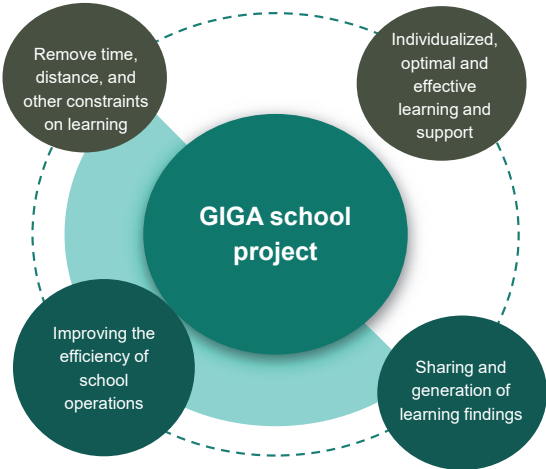 Remove time,
distance, and
other constraints
on learning
Individualized,
optimal and
effective
learning and
support
GIGA school
project
Improving the
efficiency of
school
operations
Sharing and
generation of
learning findings